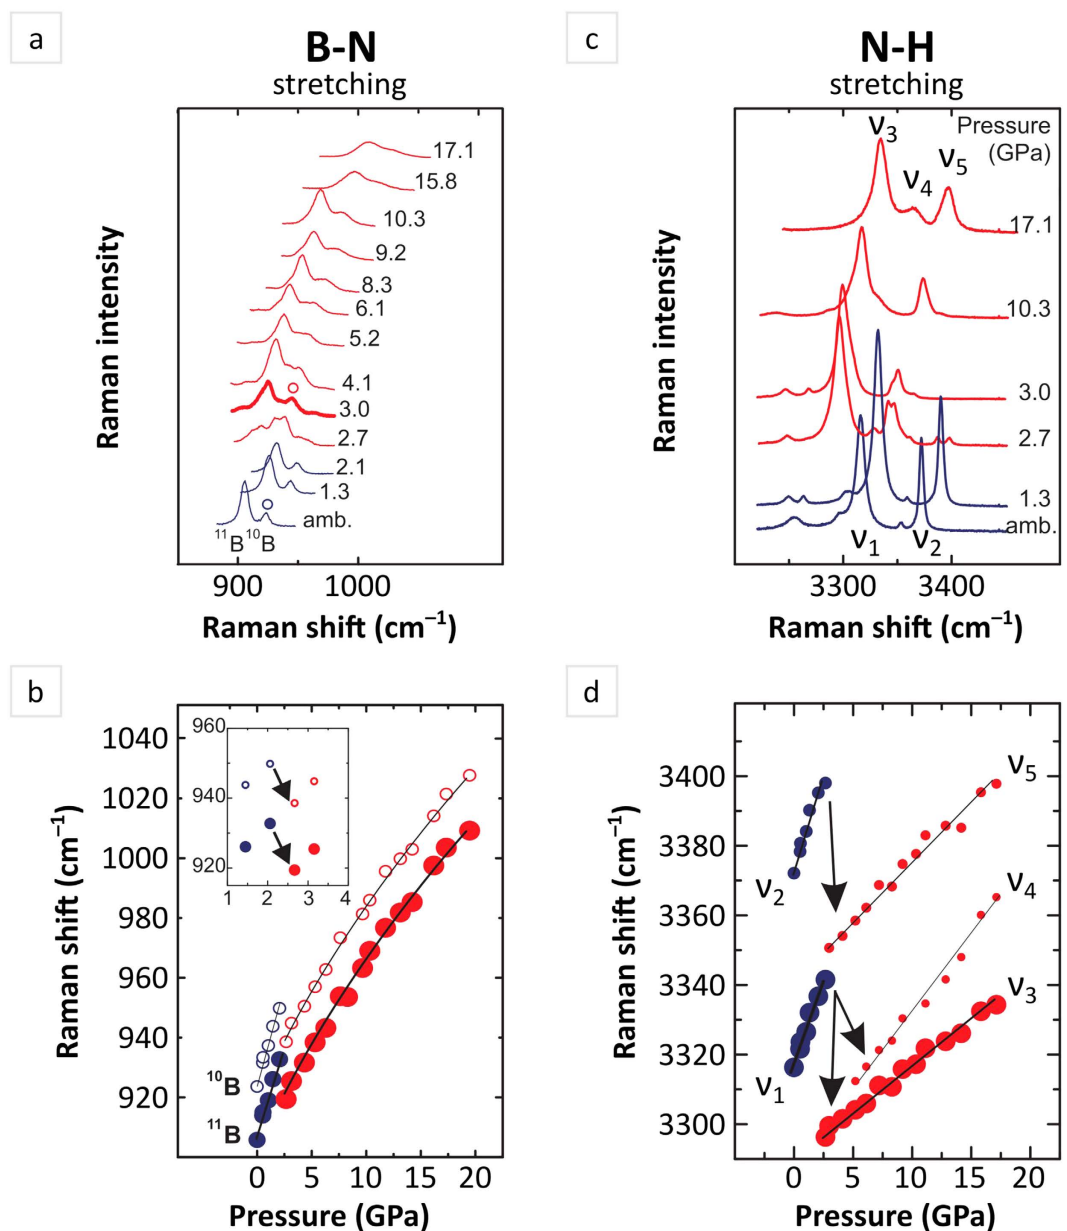 a
B-N
stretching
Raman intensity
17.1
15.8
10.3
9.2
8.3
6.1
5.2
4.1
3.0
2.7
2.1
1.3
amb.
¹¹B ¹⁰B
900 1000
Raman shift (cm⁻¹)
c
N-H
stretching
Raman intensity
Pressure
(GPa)
ν₃
ν₄
ν₅
17.1
10.3
3.0
2.7
1.3
amb.
ν₁ ν₂
3300 3400
Raman shift (cm⁻¹)
b
Raman shift (cm⁻¹)
1040
1020
1000
980
960
940
920
960
940
920
1 2 3 4
¹⁰B
¹¹B
0 5 10 15 20
Pressure (GPa)
d
Raman shift (cm⁻¹)
3400
3380
3360
3340
3320
3300
ν₅
ν₂
ν₄
ν₃
ν₁
0 5 10 15 20
Pressure (GPa)